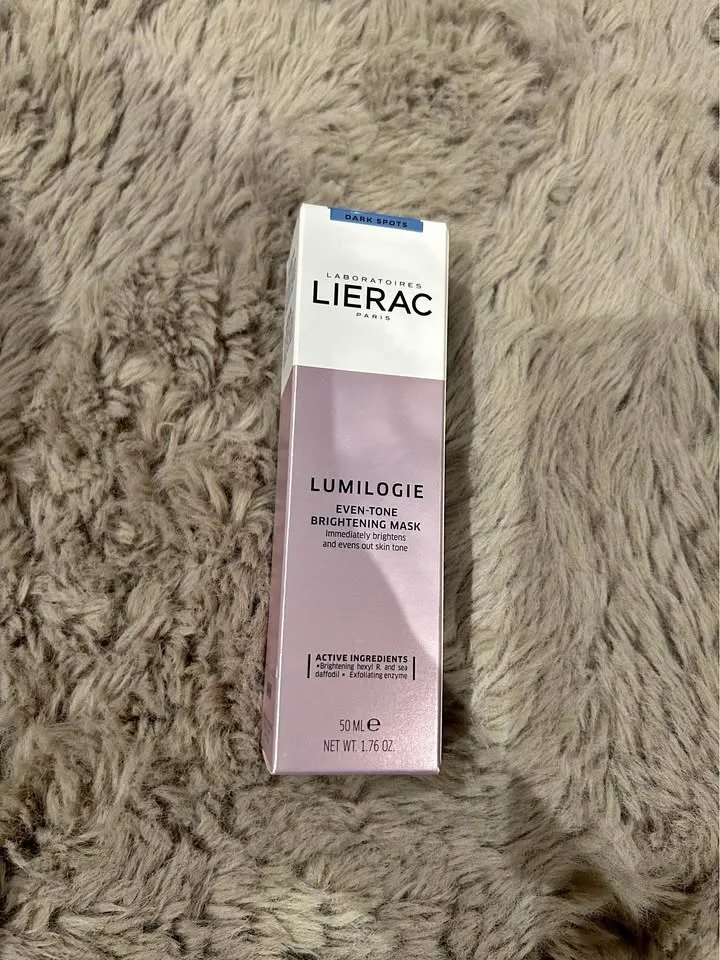 DARK SPOTS
LABORATOIRES
LIERAC
PARIS
LUMILOGIE
EVEN-TONE
BRIGHTENING MASK
Immediately brightens
and evens out skin tone
ACTIVE INGREDIENTS
•Brightening hexyl R. and sea
daffodil • Exfoliating enzyme
50 ML e
NET WT. 1.76 OZ.